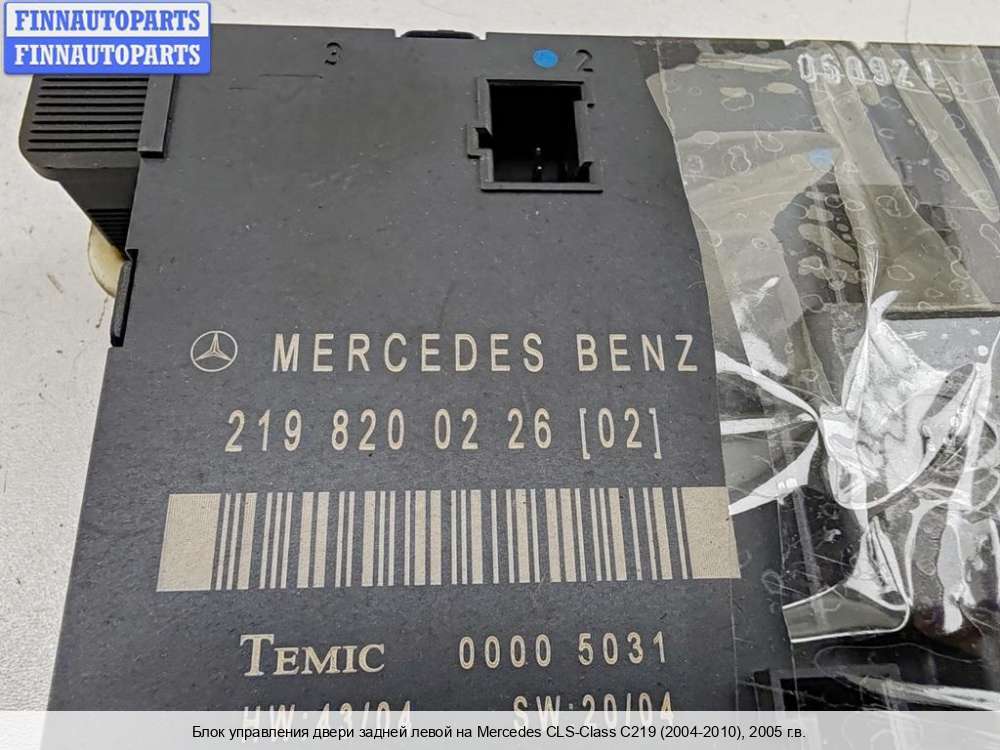 FINNAUTOPARTS
FINNAUTOPARTS
3
2
050921
MERCEDES BENZ
219 820 02 26 [02]
TEMIC 0000 5031
HW:43/04 SW:20/04
Блок управления двери задней левой на Mercedes CLS-Class C219 (2004-2010), 2005 г.в.